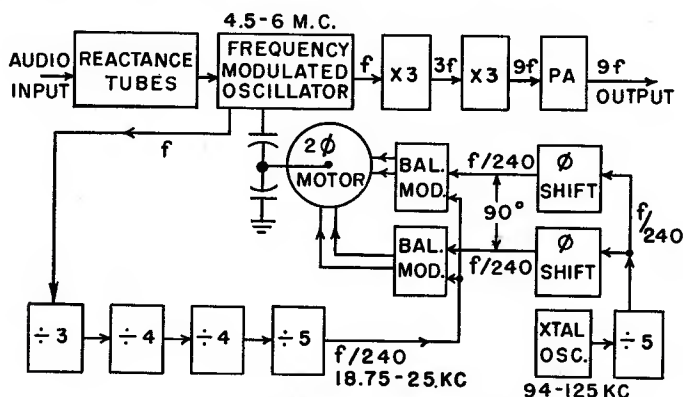 4.5-6 M.C.
AUDIO
INPUT
REACTANCE
TUBES
FREQUENCY
MODULATED
OSCILLATOR
f
X3
3f
X3
9f
PA
9f
OUTPUT
f
2Ø
MOTOR
BAL.
MOD.
f/240
Ø
SHIFT
90°
f/240
BAL.
MOD.
f/240
Ø
SHIFT
÷3
÷4
÷4
÷5
f/240
18.75-25.KC
XTAL
OSC.
÷5
94-125 KC